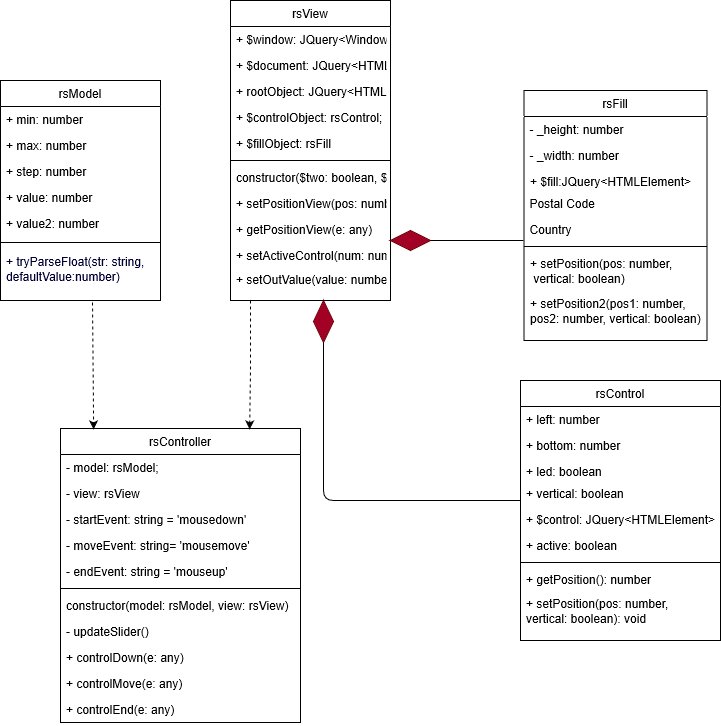 rsView
+ $window: JQuery<Window
+ $document: JQuery<HTML
+ rootObject: JQuery<HTML
+ $controlObject: rsControl;
+ $fillObject: rsFill
constructor($two: boolean, $
+ setPositionView(pos: numb
+ getPositionView(e: any)
+ setActiveControl(num: num
+ setOutValue(value: number
rsModel
+ min: number
+ max: number
+ step: number
+ value: number
+ value2: number
+ tryParseFloat(str: string,
defaultValue:number)
rsFill
- _height: number
- _width: number
+ $fill:JQuery<HTMLElement>
Postal Code
Country
+ setPosition(pos: number,
vertical: boolean)
+ setPosition2(pos1: number,
pos2: number, vertical: boolean)
rsController
- model: rsModel;
- view: rsView
- startEvent: string = 'mousedown'
- moveEvent: string= 'mousemove'
- endEvent: string = 'mouseup'
constructor(model: rsModel, view: rsView)
- updateSlider()
+ controlDown(e: any)
+ controlMove(e: any)
+ controlEnd(e: any)
rsControl
+ left: number
+ bottom: number
+ led: boolean
+ vertical: boolean
+ $control: JQuery<HTMLElement>
+ active: boolean
+ getPosition(): number
+ setPosition(pos: number,
vertical: boolean): void